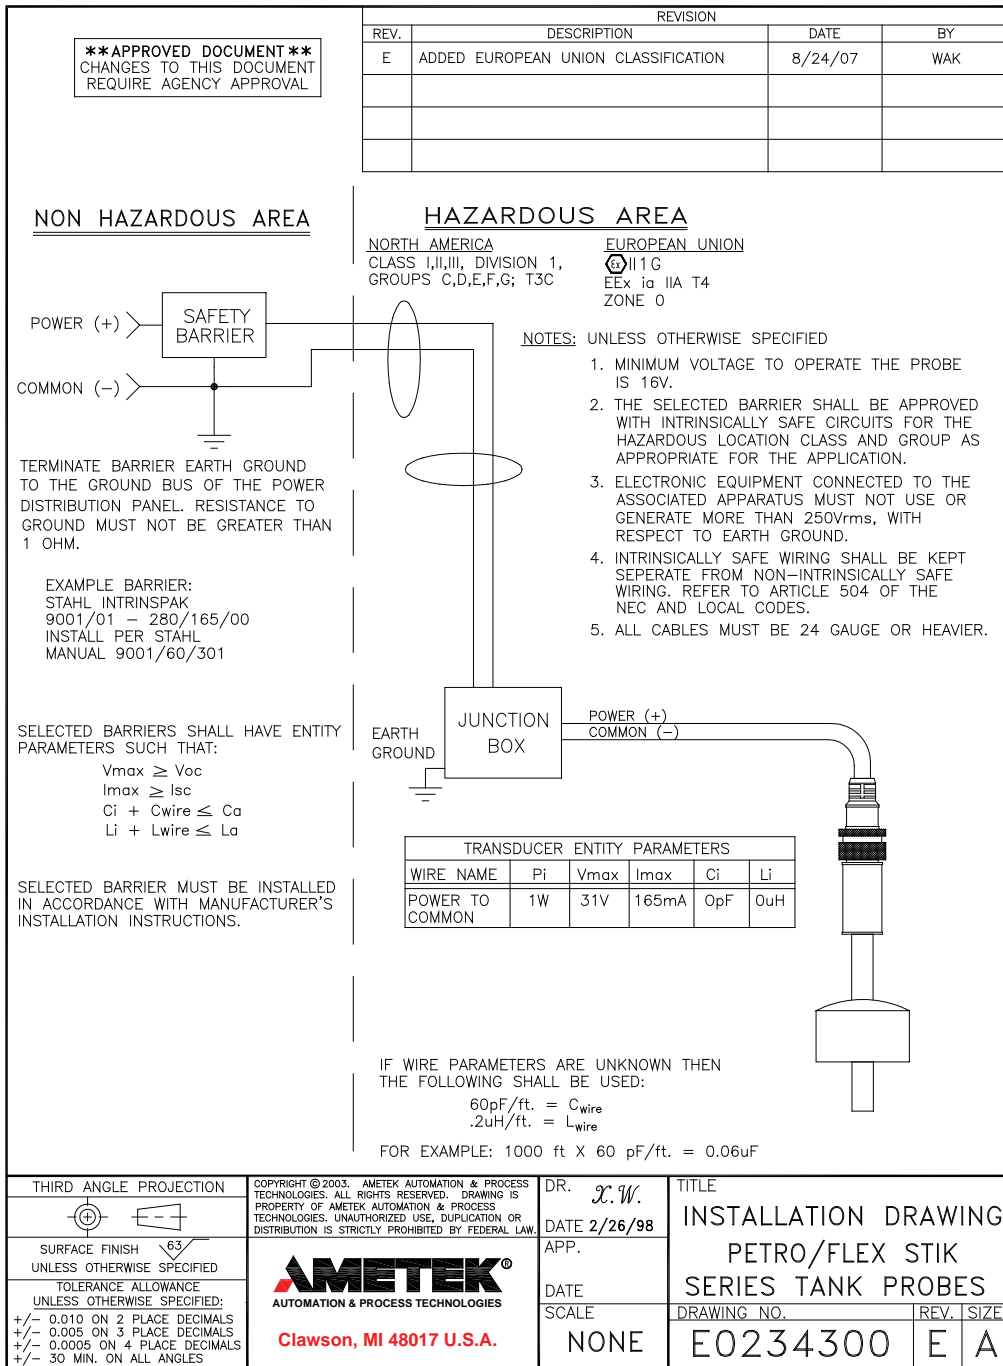 **APPROVED DOCUMENT**
CHANGES TO THIS DOCUMENT
REQUIRE AGENCY APPROVAL
REVISION
REV. DESCRIPTION DATE BY
E ADDED EUROPEAN UNION CLASSIFICATION 8/24/07 WAK
NON HAZARDOUS AREA
HAZARDOUS AREA
NORTH AMERICA
CLASS I,II,III, DIVISION 1,
GROUPS C,D,E,F,G; T3C
EUROPEAN UNION
Ex II 1 G
EEx ia IIA T4
ZONE 0
POWER (+)
SAFETY
BARRIER
COMMON (−)
TERMINATE BARRIER EARTH GROUND
TO THE GROUND BUS OF THE POWER
DISTRIBUTION PANEL. RESISTANCE TO
GROUND MUST NOT BE GREATER THAN
1 OHM.
EXAMPLE BARRIER:
STAHL INTRINSPAK
9001/01 − 280/165/00
INSTALL PER STAHL
MANUAL 9001/60/301
NOTES: UNLESS OTHERWISE SPECIFIED
1. MINIMUM VOLTAGE TO OPERATE THE PROBE
IS 16V.
2. THE SELECTED BARRIER SHALL BE APPROVED
WITH INTRINSICALLY SAFE CIRCUITS FOR THE
HAZARDOUS LOCATION CLASS AND GROUP AS
APPROPRIATE FOR THE APPLICATION.
3. ELECTRONIC EQUIPMENT CONNECTED TO THE
ASSOCIATED APPARATUS MUST NOT USE OR
GENERATE MORE THAN 250Vrms, WITH
RESPECT TO EARTH GROUND.
4. INTRINSICALLY SAFE WIRING SHALL BE KEPT
SEPERATE FROM NON−INTRINSICALLY SAFE
WIRING. REFER TO ARTICLE 504 OF THE
NEC AND LOCAL CODES.
5. ALL CABLES MUST BE 24 GAUGE OR HEAVIER.
SELECTED BARRIERS SHALL HAVE ENTITY
PARAMETERS SUCH THAT:
Vmax ≥ Voc
Imax ≥ Isc
Ci + Cwire ≤ Ca
Li + Lwire ≤ La
SELECTED BARRIER MUST BE INSTALLED
IN ACCORDANCE WITH MANUFACTURER'S
INSTALLATION INSTRUCTIONS.
EARTH
GROUND
JUNCTION
BOX
POWER (+)
COMMON (−)
TRANSDUCER ENTITY PARAMETERS
WIRE NAME Pi Vmax Imax Ci Li
POWER TO 1W 31V 165mA 0pF 0uH
COMMON
IF WIRE PARAMETERS ARE UNKNOWN THEN
THE FOLLOWING SHALL BE USED:
60pF/ft. = Cwire
.2uH/ft. = Lwire
FOR EXAMPLE: 1000 ft X 60 pF/ft. = 0.06uF
THIRD ANGLE PROJECTION
SURFACE FINISH 63
UNLESS OTHERWISE SPECIFIED
TOLERANCE ALLOWANCE
UNLESS OTHERWISE SPECIFIED:
+/− 0.010 ON 2 PLACE DECIMALS
+/− 0.005 ON 3 PLACE DECIMALS
+/− 0.0005 ON 4 PLACE DECIMALS
+/− 30 MIN. ON ALL ANGLES
COPYRIGHT © 2003. AMETEK AUTOMATION & PROCESS
TECHNOLOGIES. ALL RIGHTS RESERVED. DRAWING IS
PROPERTY OF AMETEK AUTOMATION & PROCESS
TECHNOLOGIES. UNAUTHORIZED USE, DUPLICATION OR
DISTRIBUTION IS STRICTLY PROHIBITED BY FEDERAL LAW.
AMETEK®
AUTOMATION & PROCESS TECHNOLOGIES
Clawson, MI 48017 U.S.A.
DR. X.W.
DATE 2/26/98
APP.
DATE
SCALE
NONE
TITLE
INSTALLATION DRAWING
PETRO/FLEX STIK
SERIES TANK PROBES
DRAWING NO. REV. SIZE
E0234300 E A